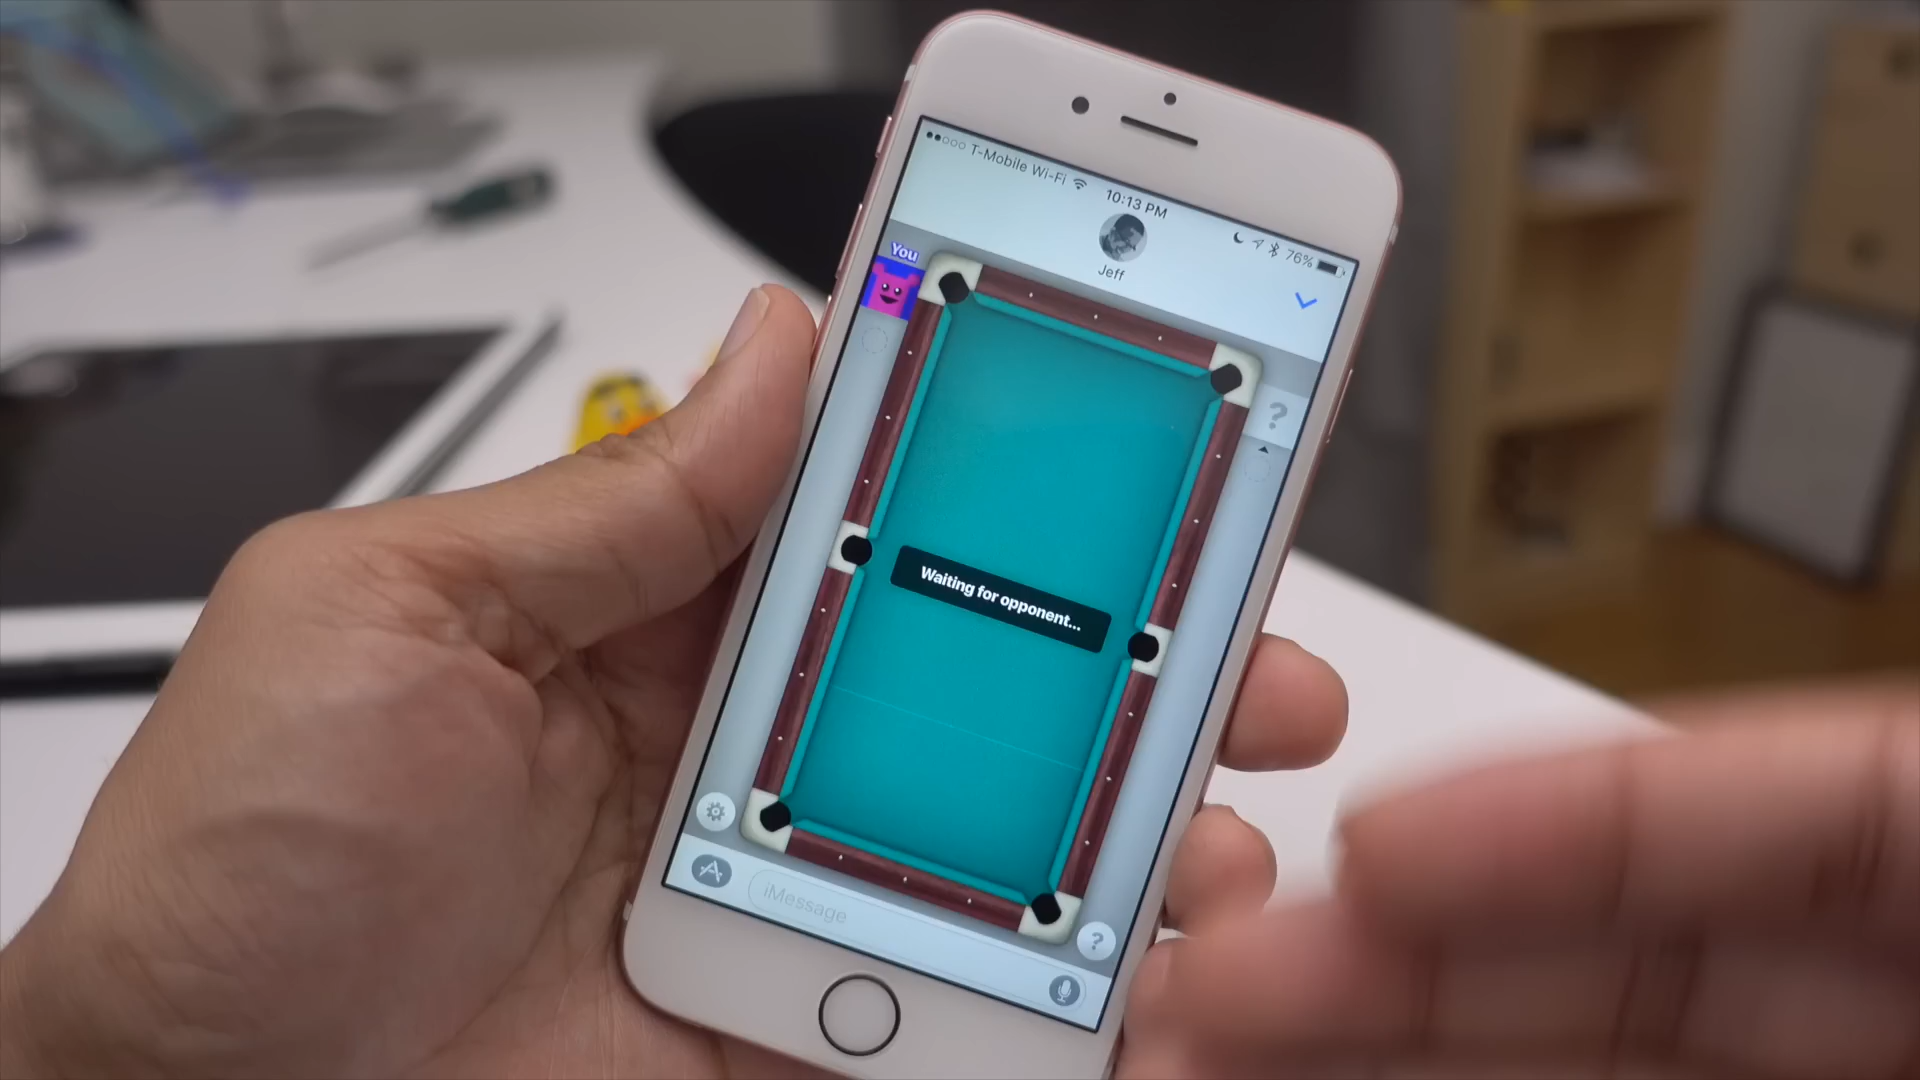 T-Mobile Wi-Fi
10:13 PM
76%
Jeff
You
?
Waiting for opponent...
iMessage
?